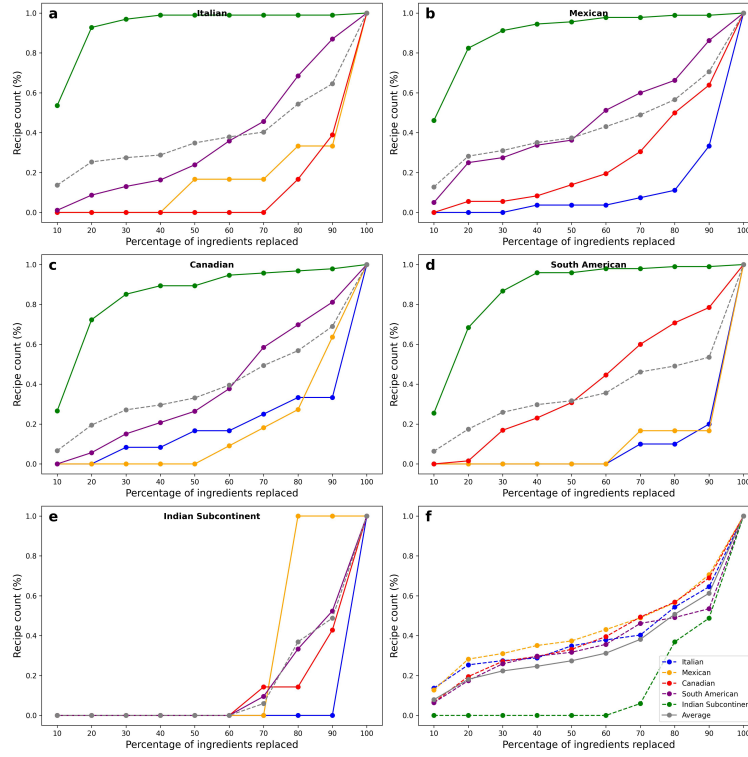 a Italian
1.0
0.8
0.6
0.4
0.2
0.0
Recipe count (%)
10 20 30 40 50 60 70 80 90 100
Percentage of ingredients replaced
b Mexican
1.0
0.8
0.6
0.4
0.2
0.0
Recipe count (%)
10 20 30 40 50 60 70 80 90 100
Percentage of ingredients replaced
c Canadian
1.0
0.8
0.6
0.4
0.2
0.0
Recipe count (%)
10 20 30 40 50 60 70 80 90 100
Percentage of ingredients replaced
d South American
1.0
0.8
0.6
0.4
0.2
0.0
Recipe count (%)
10 20 30 40 50 60 70 80 90 100
Percentage of ingredients replaced
e Indian Subcontinent
1.0
0.8
0.6
0.4
0.2
0.0
Recipe count (%)
10 20 30 40 50 60 70 80 90 100
Percentage of ingredients replaced
f
1.0
0.8
0.6
0.4
0.2
0.0
Recipe count (%)
10 20 30 40 50 60 70 80 90 100
Percentage of ingredients replaced
Italian
Mexican
Canadian
South American
Indian Subcontinent
Average